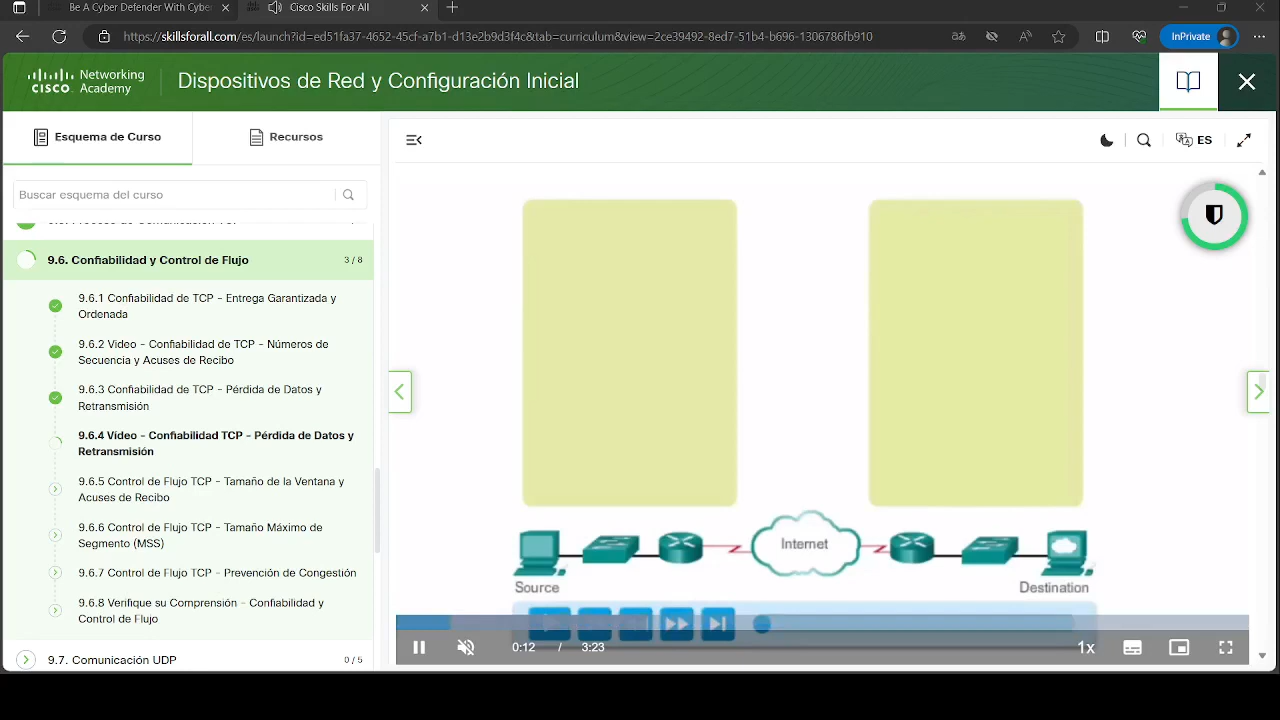 Be A Cyber Defender With Cybe
Cisco Skills For All
https://skillsforall.com/es/launch?id=ed51fa37-4652-45cf-a7b1-d13e2b9d3f4c&tab=curriculum&view=2ce39492-8ed7-51b4-b696-1306786fb910
InPrivate
Networking
CISCO Academy
Dispositivos de Red y Configuración Inicial
Esquema de Curso
Recursos
ES
Buscar esquema del curso
9.6. Confiabilidad y Control de Flujo 3 / 8
9.6.1 Confiabilidad de TCP - Entrega Garantizada y
Ordenada
9.6.2 Video - Confiabilidad de TCP - Números de
Secuencia y Acuses de Recibo
9.6.3 Confiabilidad de TCP - Pérdida de Datos y
Retransmisión
9.6.4 Vídeo - Confiabilidad TCP - Pérdida de Datos y
Retransmisión
9.6.5 Control de Flujo TCP - Tamaño de la Ventana y
Acuses de Recibo
9.6.6 Control de Flujo TCP - Tamaño Máximo de
Segmento (MSS)
9.6.7 Control de Flujo TCP - Prevención de Congestión
9.6.8 Verifique su Comprensión - Confiabilidad y
Control de Flujo
9.7. Comunicación UDP 0 / 5
Internet
Source
Destination
0:12 / 3:23
1x